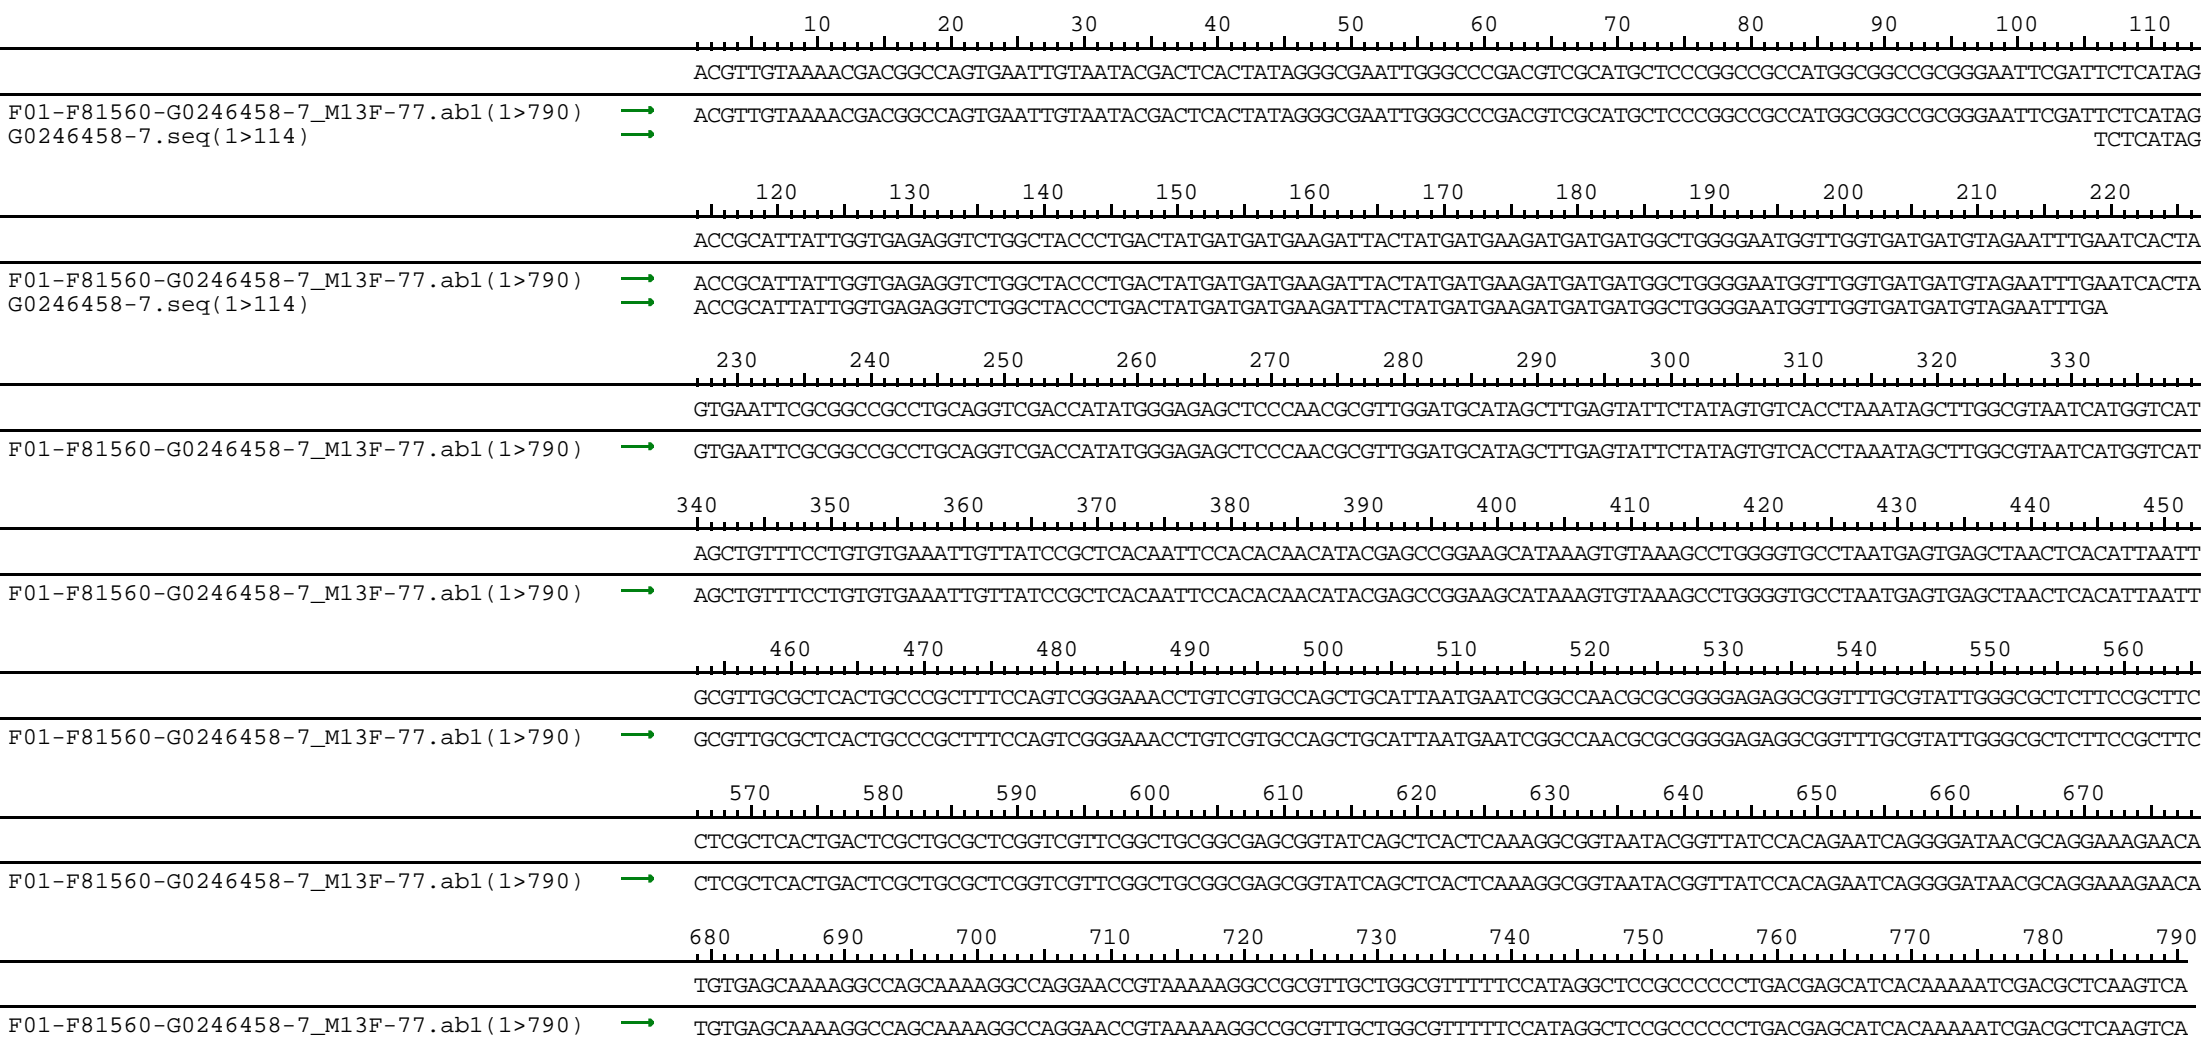 10 20 30 40 50 60 70 80 90 100 110
ACGTTGTAAAACGACGGCCAGTGAATTGTAATACGACTCACTATAGGGCGAATTGGGCCCGACGTCGCATGCTCCCGGCCGCCATGGCGGCCGCGGGAATTCGATTCTCATAG
F01-F81560-G0246458-7_M13F-77.ab1(1>790) ACGTTGTAAAACGACGGCCAGTGAATTGTAATACGACTCACTATAGGGCGAATTGGGCCCGACGTCGCATGCTCCCGGCCGCCATGGCGGCCGCGGGAATTCGATTCTCATAG
G0246458-7.seq(1>114) TCTCATAG
120 130 140 150 160 170 180 190 200 210 220
ACCGCATTATTGGTGAGAGGTCTGGCTACCCTGACTATGATGATGAAGATTACTATGATGAAGATGATGATGGCTGGGGAATGGTTGGTGATGATGTAGAATTTGAATCACTA
F01-F81560-G0246458-7_M13F-77.ab1(1>790) ACCGCATTATTGGTGAGAGGTCTGGCTACCCTGACTATGATGATGAAGATTACTATGATGAAGATGATGATGGCTGGGGAATGGTTGGTGATGATGTAGAATTTGAATCACTA
G0246458-7.seq(1>114) ACCGCATTATTGGTGAGAGGTCTGGCTACCCTGACTATGATGATGAAGATTACTATGATGAAGATGATGATGGCTGGGGAATGGTTGGTGATGATGTAGAATTTGA
230 240 250 260 270 280 290 300 310 320 330
GTGAATTCGCGGCCGCCTGCAGGTCGACCATATGGGAGAGCTCCCAACGCGTTGGATGCATAGCTTGAGTATTCTATAGTGTCACCTAAATAGCTTGGCGTAATCATGGTCAT
F01-F81560-G0246458-7_M13F-77.ab1(1>790) GTGAATTCGCGGCCGCCTGCAGGTCGACCATATGGGAGAGCTCCCAACGCGTTGGATGCATAGCTTGAGTATTCTATAGTGTCACCTAAATAGCTTGGCGTAATCATGGTCAT
340 350 360 370 380 390 400 410 420 430 440 450
AGCTGTTTCCTGTGTGAAATTGTTATCCGCTCACAATTCCACACAACATACGAGCCGGAAGCATAAAGTGTAAAGCCTGGGGTGCCTAATGAGTGAGCTAACTCACATTAATT
F01-F81560-G0246458-7_M13F-77.ab1(1>790) AGCTGTTTCCTGTGTGAAATTGTTATCCGCTCACAATTCCACACAACATACGAGCCGGAAGCATAAAGTGTAAAGCCTGGGGTGCCTAATGAGTGAGCTAACTCACATTAATT
460 470 480 490 500 510 520 530 540 550 560
GCGTTGCGCTCACTGCCCGCTTTCCAGTCGGGAAACCTGTCGTGCCAGCTGCATTAATGAATCGGCCAACGCGCGGGGAGAGGCGGTTTGCGTATTGGGCGCTCTTCCGCTTC
F01-F81560-G0246458-7_M13F-77.ab1(1>790) GCGTTGCGCTCACTGCCCGCTTTCCAGTCGGGAAACCTGTCGTGCCAGCTGCATTAATGAATCGGCCAACGCGCGGGGAGAGGCGGTTTGCGTATTGGGCGCTCTTCCGCTTC
570 580 590 600 610 620 630 640 650 660 670
CTCGCTCACTGACTCGCTGCGCTCGGTCGTTCGGCTGCGGCGAGCGGTATCAGCTCACTCAAAGGCGGTAATACGGTTATCCACAGAATCAGGGGATAACGCAGGAAAGAACA
F01-F81560-G0246458-7_M13F-77.ab1(1>790) CTCGCTCACTGACTCGCTGCGCTCGGTCGTTCGGCTGCGGCGAGCGGTATCAGCTCACTCAAAGGCGGTAATACGGTTATCCACAGAATCAGGGGATAACGCAGGAAAGAACA
680 690 700 710 720 730 740 750 760 770 780 790
TGTGAGCAAAAGGCCAGCAAAAGGCCAGGAACCGTAAAAAGGCCGCGTTGCTGGCGTTTTTCCATAGGCTCCGCCCCCCTGACGAGCATCACAAAAATCGACGCTCAAGTCA
F01-F81560-G0246458-7_M13F-77.ab1(1>790) TGTGAGCAAAAGGCCAGCAAAAGGCCAGGAACCGTAAAAAGGCCGCGTTGCTGGCGTTTTTCCATAGGCTCCGCCCCCCTGACGAGCATCACAAAAATCGACGCTCAAGTCA